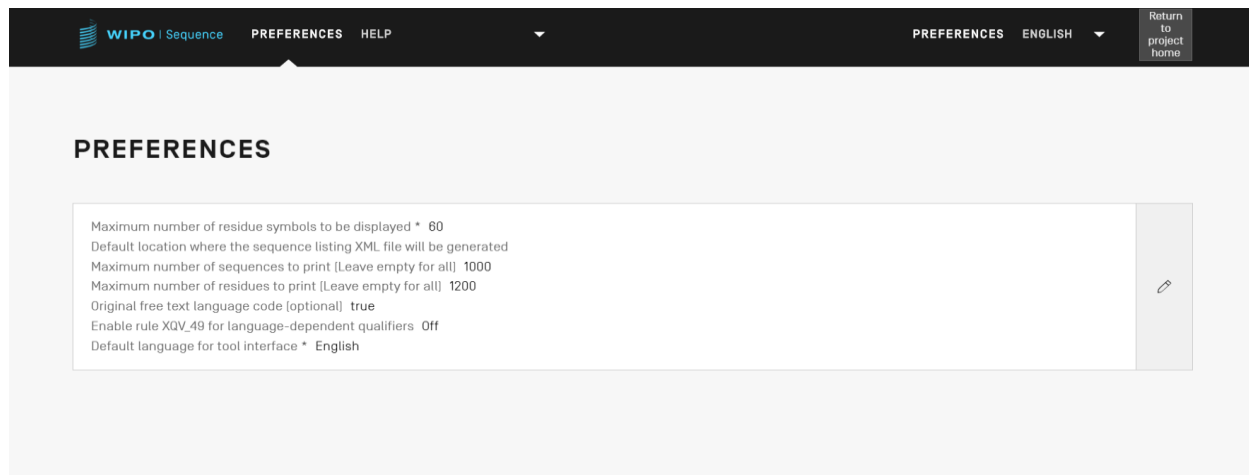 WIPO | Sequence PREFERENCES HELP PREFERENCES ENGLISH
Return
to
project
home
PREFERENCES
Maximum number of residue symbols to be displayed * 60
Default location where the sequence listing XML file will be generated
Maximum number of sequences to print (Leave empty for all) 1000
Maximum number of residues to print (Leave empty for all) 1200
Original free text language code (optional) true
Enable rule XQV_49 for language-dependent qualifiers Off
Default language for tool interface * English